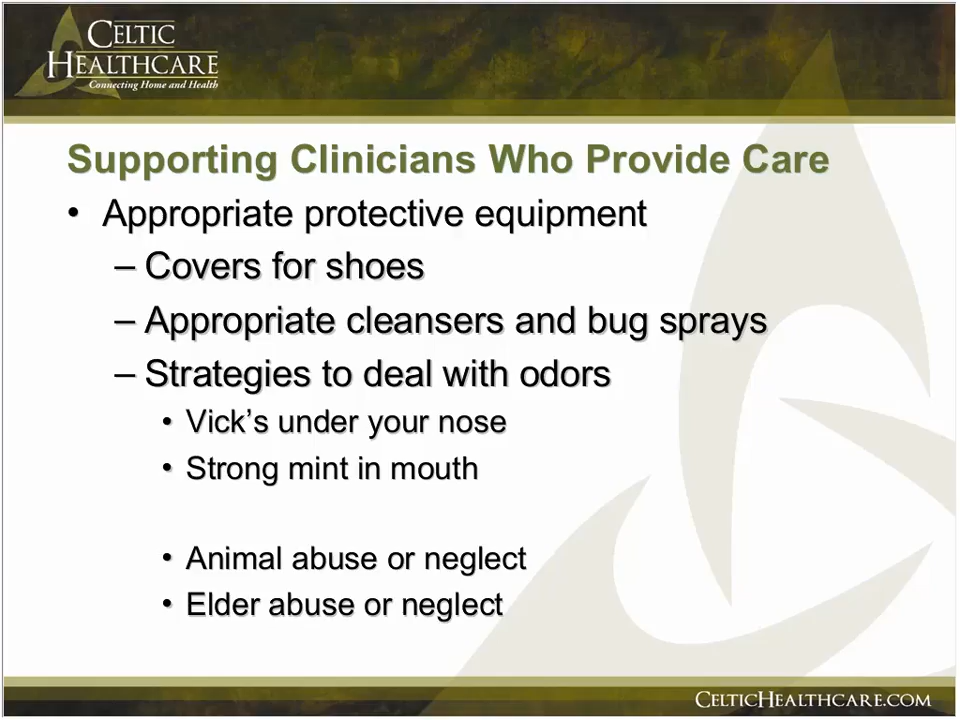 CELTIC
HEALTHCARE
Connecting Home and Health
Supporting Clinicians Who Provide Care
• Appropriate protective equipment
– Covers for shoes
– Appropriate cleansers and bug sprays
– Strategies to deal with odors
• Vick’s under your nose
• Strong mint in mouth
• Animal abuse or neglect
• Elder abuse or neglect
CELTICHEALTHCARE.COM